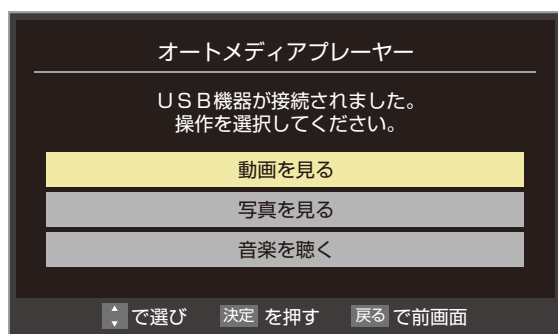 オートメディアプレーヤー
ＵＳＢ機器が接続されました。
操作を選択してください。
動画を見る
写真を見る
音楽を聴く
で選び 決定 を押す 戻る で前画面